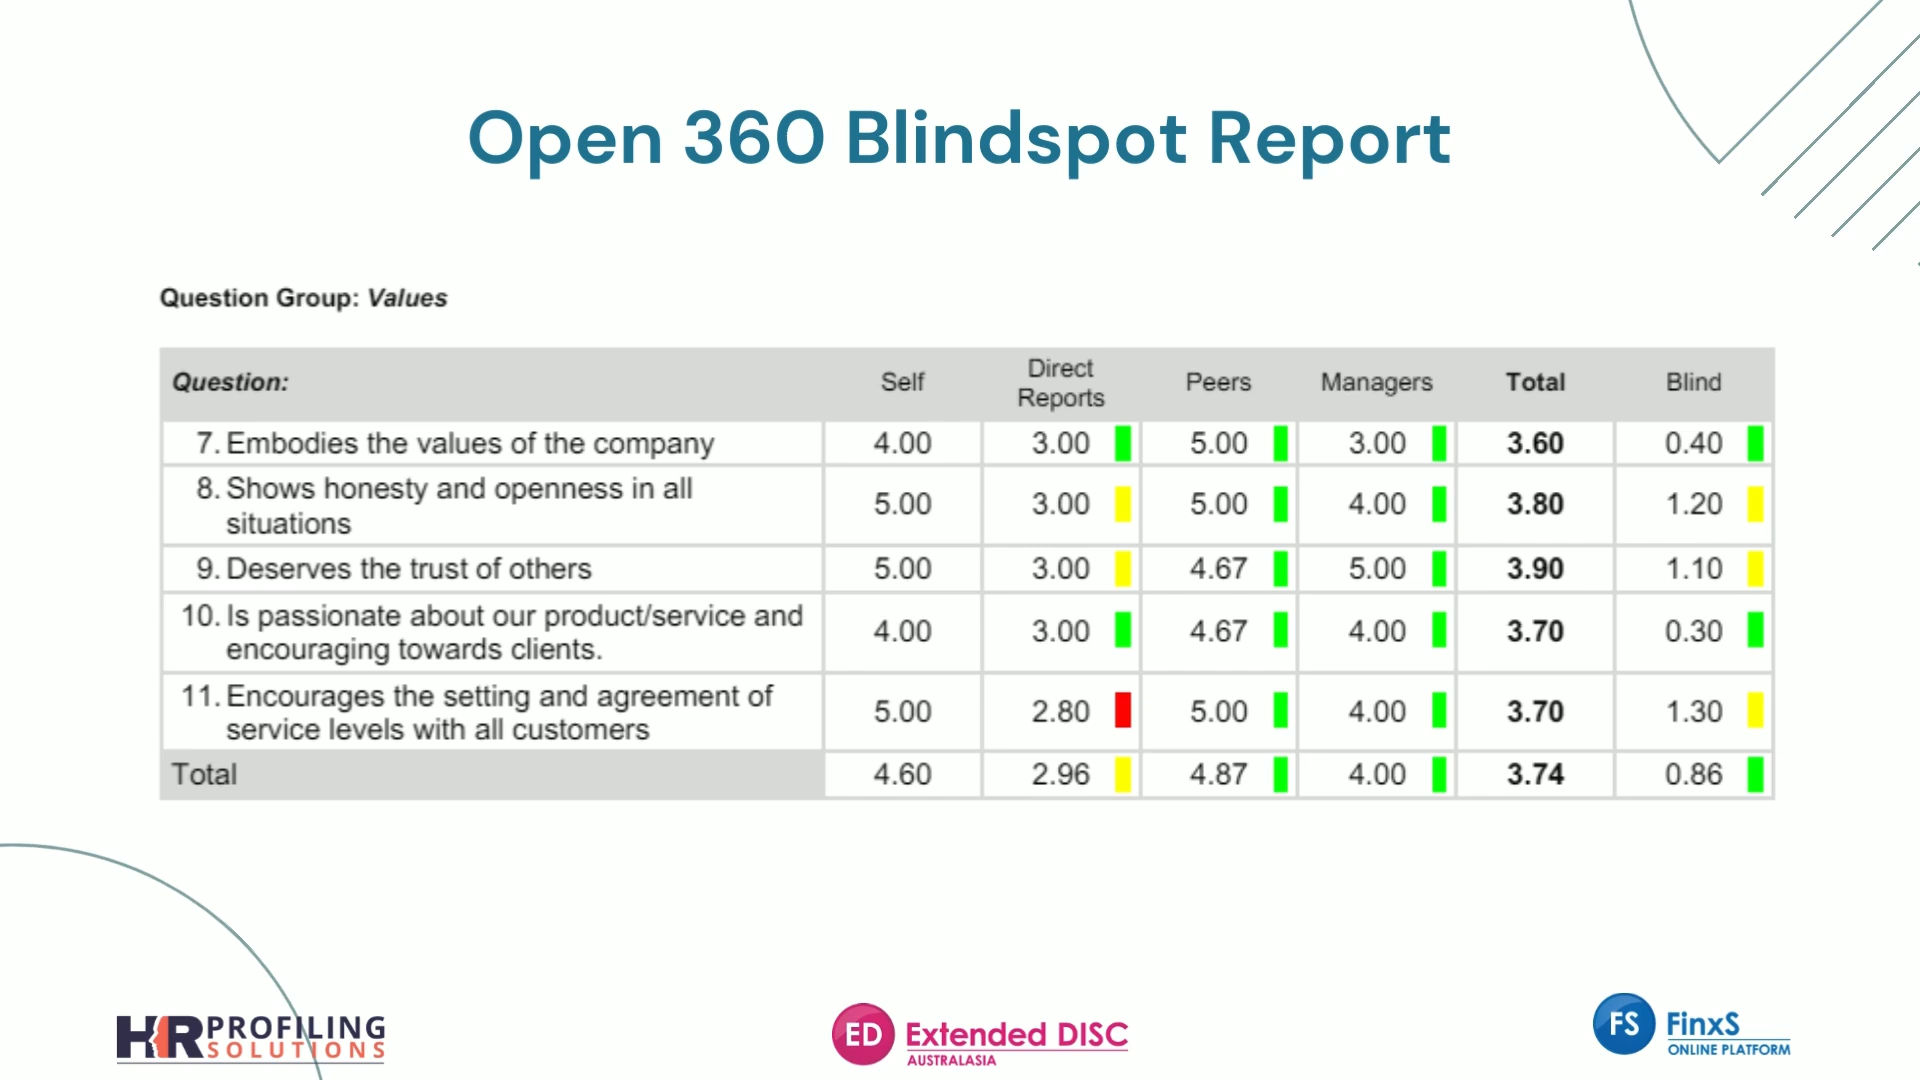 Open 360 Blindspot Report
Question Group: Values
Question: Self Direct Reports Peers Managers Total Blind
7. Embodies the values of the company 4.00 3.00 5.00 3.00 3.60 0.40
8. Shows honesty and openness in all
situations 5.00 3.00 5.00 4.00 3.80 1.20
9. Deserves the trust of others 5.00 3.00 4.67 5.00 3.90 1.10
10. Is passionate about our product/service and
encouraging towards clients. 4.00 3.00 4.67 4.00 3.70 0.30
11. Encourages the setting and agreement of
service levels with all customers 5.00 2.80 5.00 4.00 3.70 1.30
Total 4.60 2.96 4.87 4.00 3.74 0.86
HR PROFILING
SOLUTIONS
ED Extended DISC
AUSTRALASIA
FS FinxS
ONLINE PLATFORM